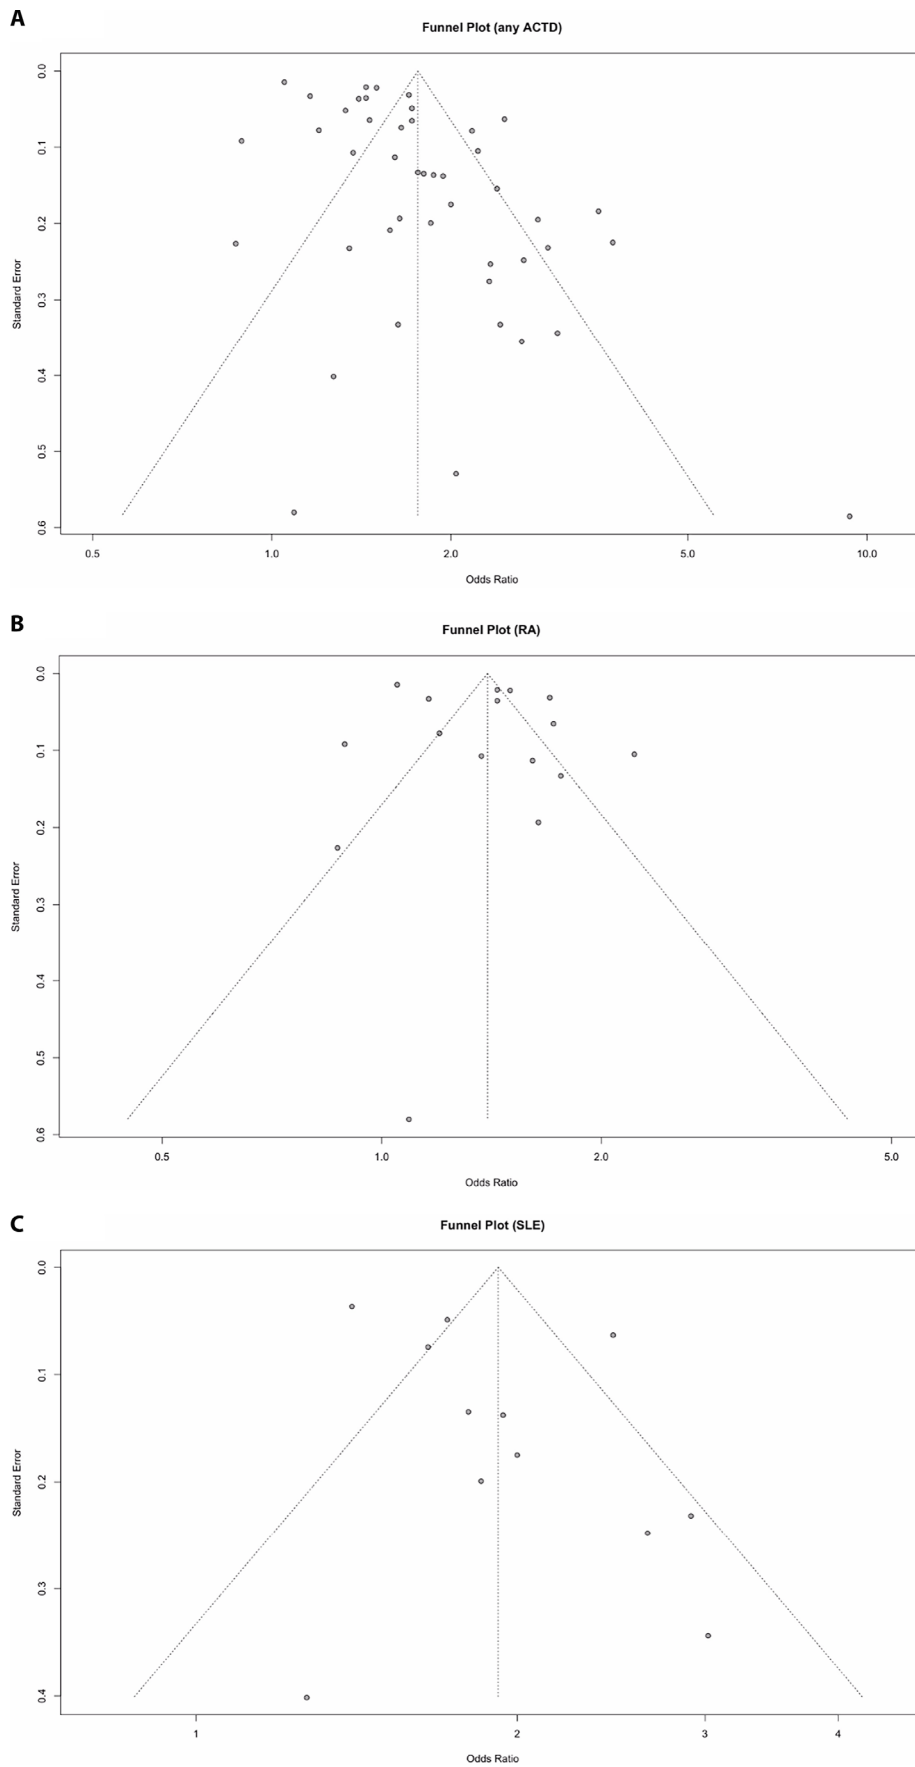 A
Funnel Plot (any ACTD)
Standard Error
0.0
0.1
0.2
0.3
0.4
0.5
0.6
0.5 1.0 2.0 5.0 10.0
Odds Ratio
B
Funnel Plot (RA)
Standard Error
0.0
0.1
0.2
0.3
0.4
0.5
0.6
0.5 1.0 2.0 5.0
Odds Ratio
C
Funnel Plot (SLE)
Standard Error
0.0
0.1
0.2
0.3
0.4
1 2 3 4
Odds Ratio